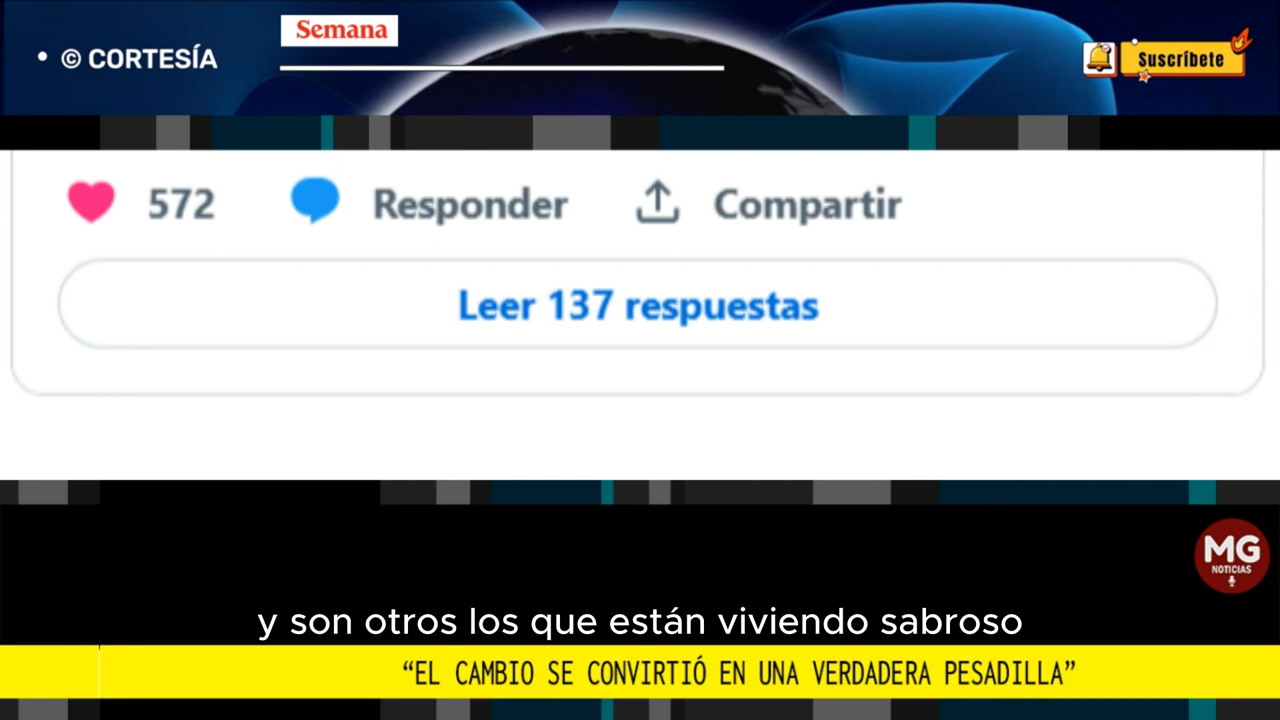 Semana
• © CORTESÍA
Suscríbete
572 Responder Compartir
Leer 137 respuestas
MG
NOTICIAS
y son otros los que están viviendo sabroso
“EL CAMBIO SE CONVIRTIÓ EN UNA VERDADERA PESADILLA”